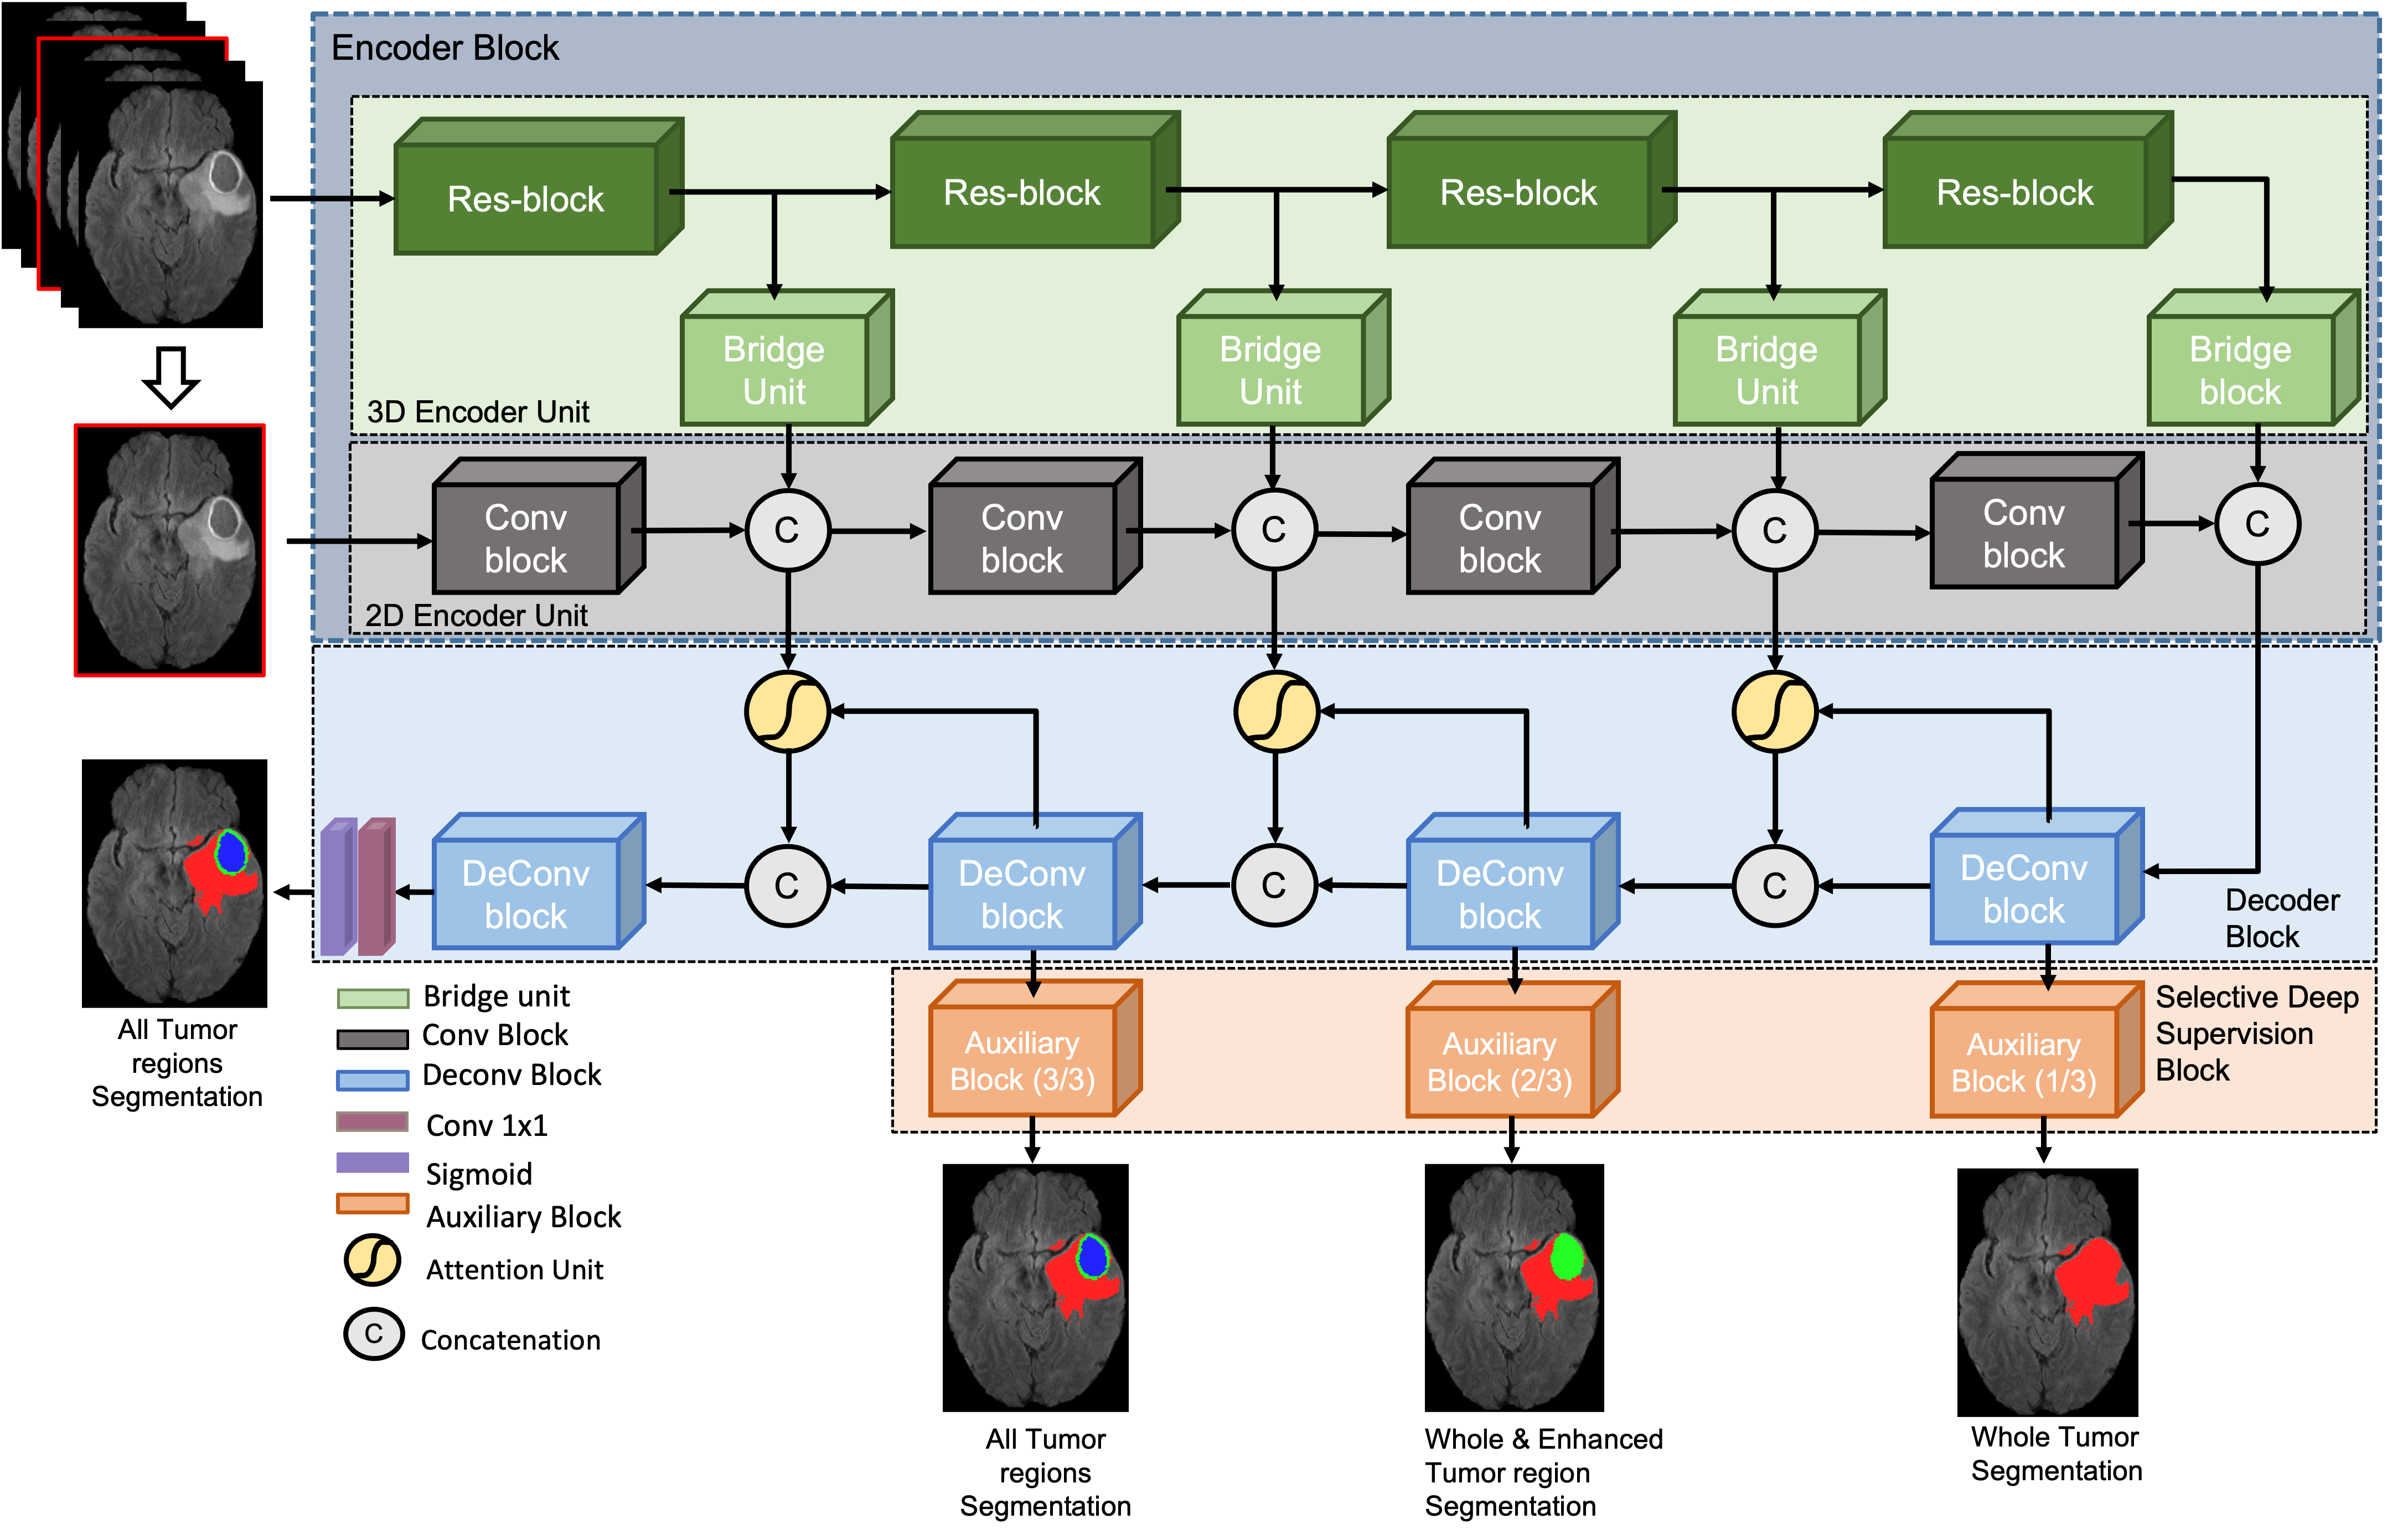 Encoder Block
Res-block
Res-block
Res-block
Res-block
Bridge
Unit
Bridge
Unit
Bridge
Unit
Bridge
block
3D Encoder Unit
Conv
block
C
Conv
block
C
Conv
block
C
Conv
block
C
2D Encoder Unit
DeConv
block
C
DeConv
block
C
DeConv
block
C
DeConv
block
Decoder
Block
All Tumor
regions
Segmentation
Auxiliary
Block (3/3)
Auxiliary
Block (2/3)
Auxiliary
Block (1/3)
Selective Deep
Supervision
Block
Bridge unit
Conv Block
Deconv Block
Conv 1x1
Sigmoid
Auxiliary Block
Attention Unit
C
Concatenation
All Tumor
regions
Segmentation
Whole & Enhanced
Tumor region
Segmentation
Whole Tumor
Segmentation